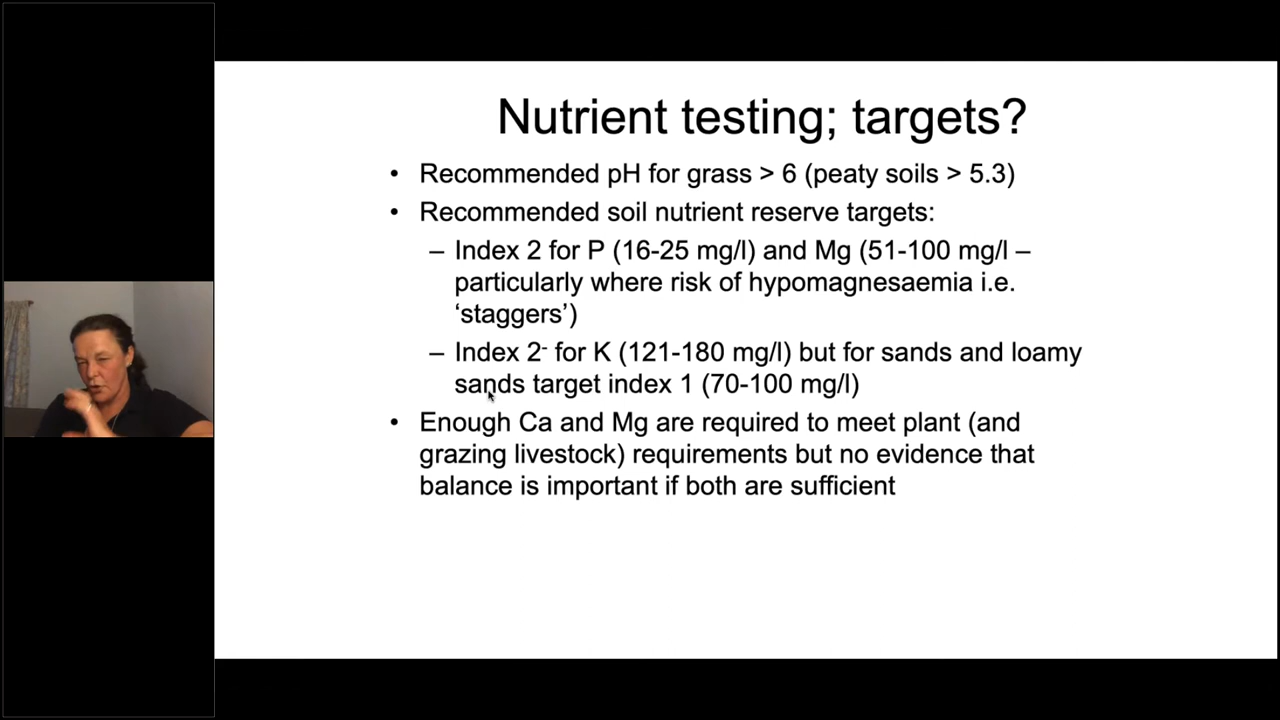 Nutrient testing; targets?
• Recommended pH for grass > 6 (peaty soils > 5.3)
• Recommended soil nutrient reserve targets:
– Index 2 for P (16-25 mg/l) and Mg (51-100 mg/l –
particularly where risk of hypomagnesaemia i.e.
‘staggers’)
– Index 2- for K (121-180 mg/l) but for sands and loamy
sands target index 1 (70-100 mg/l)
• Enough Ca and Mg are required to meet plant (and
grazing livestock) requirements but no evidence that
balance is important if both are sufficient